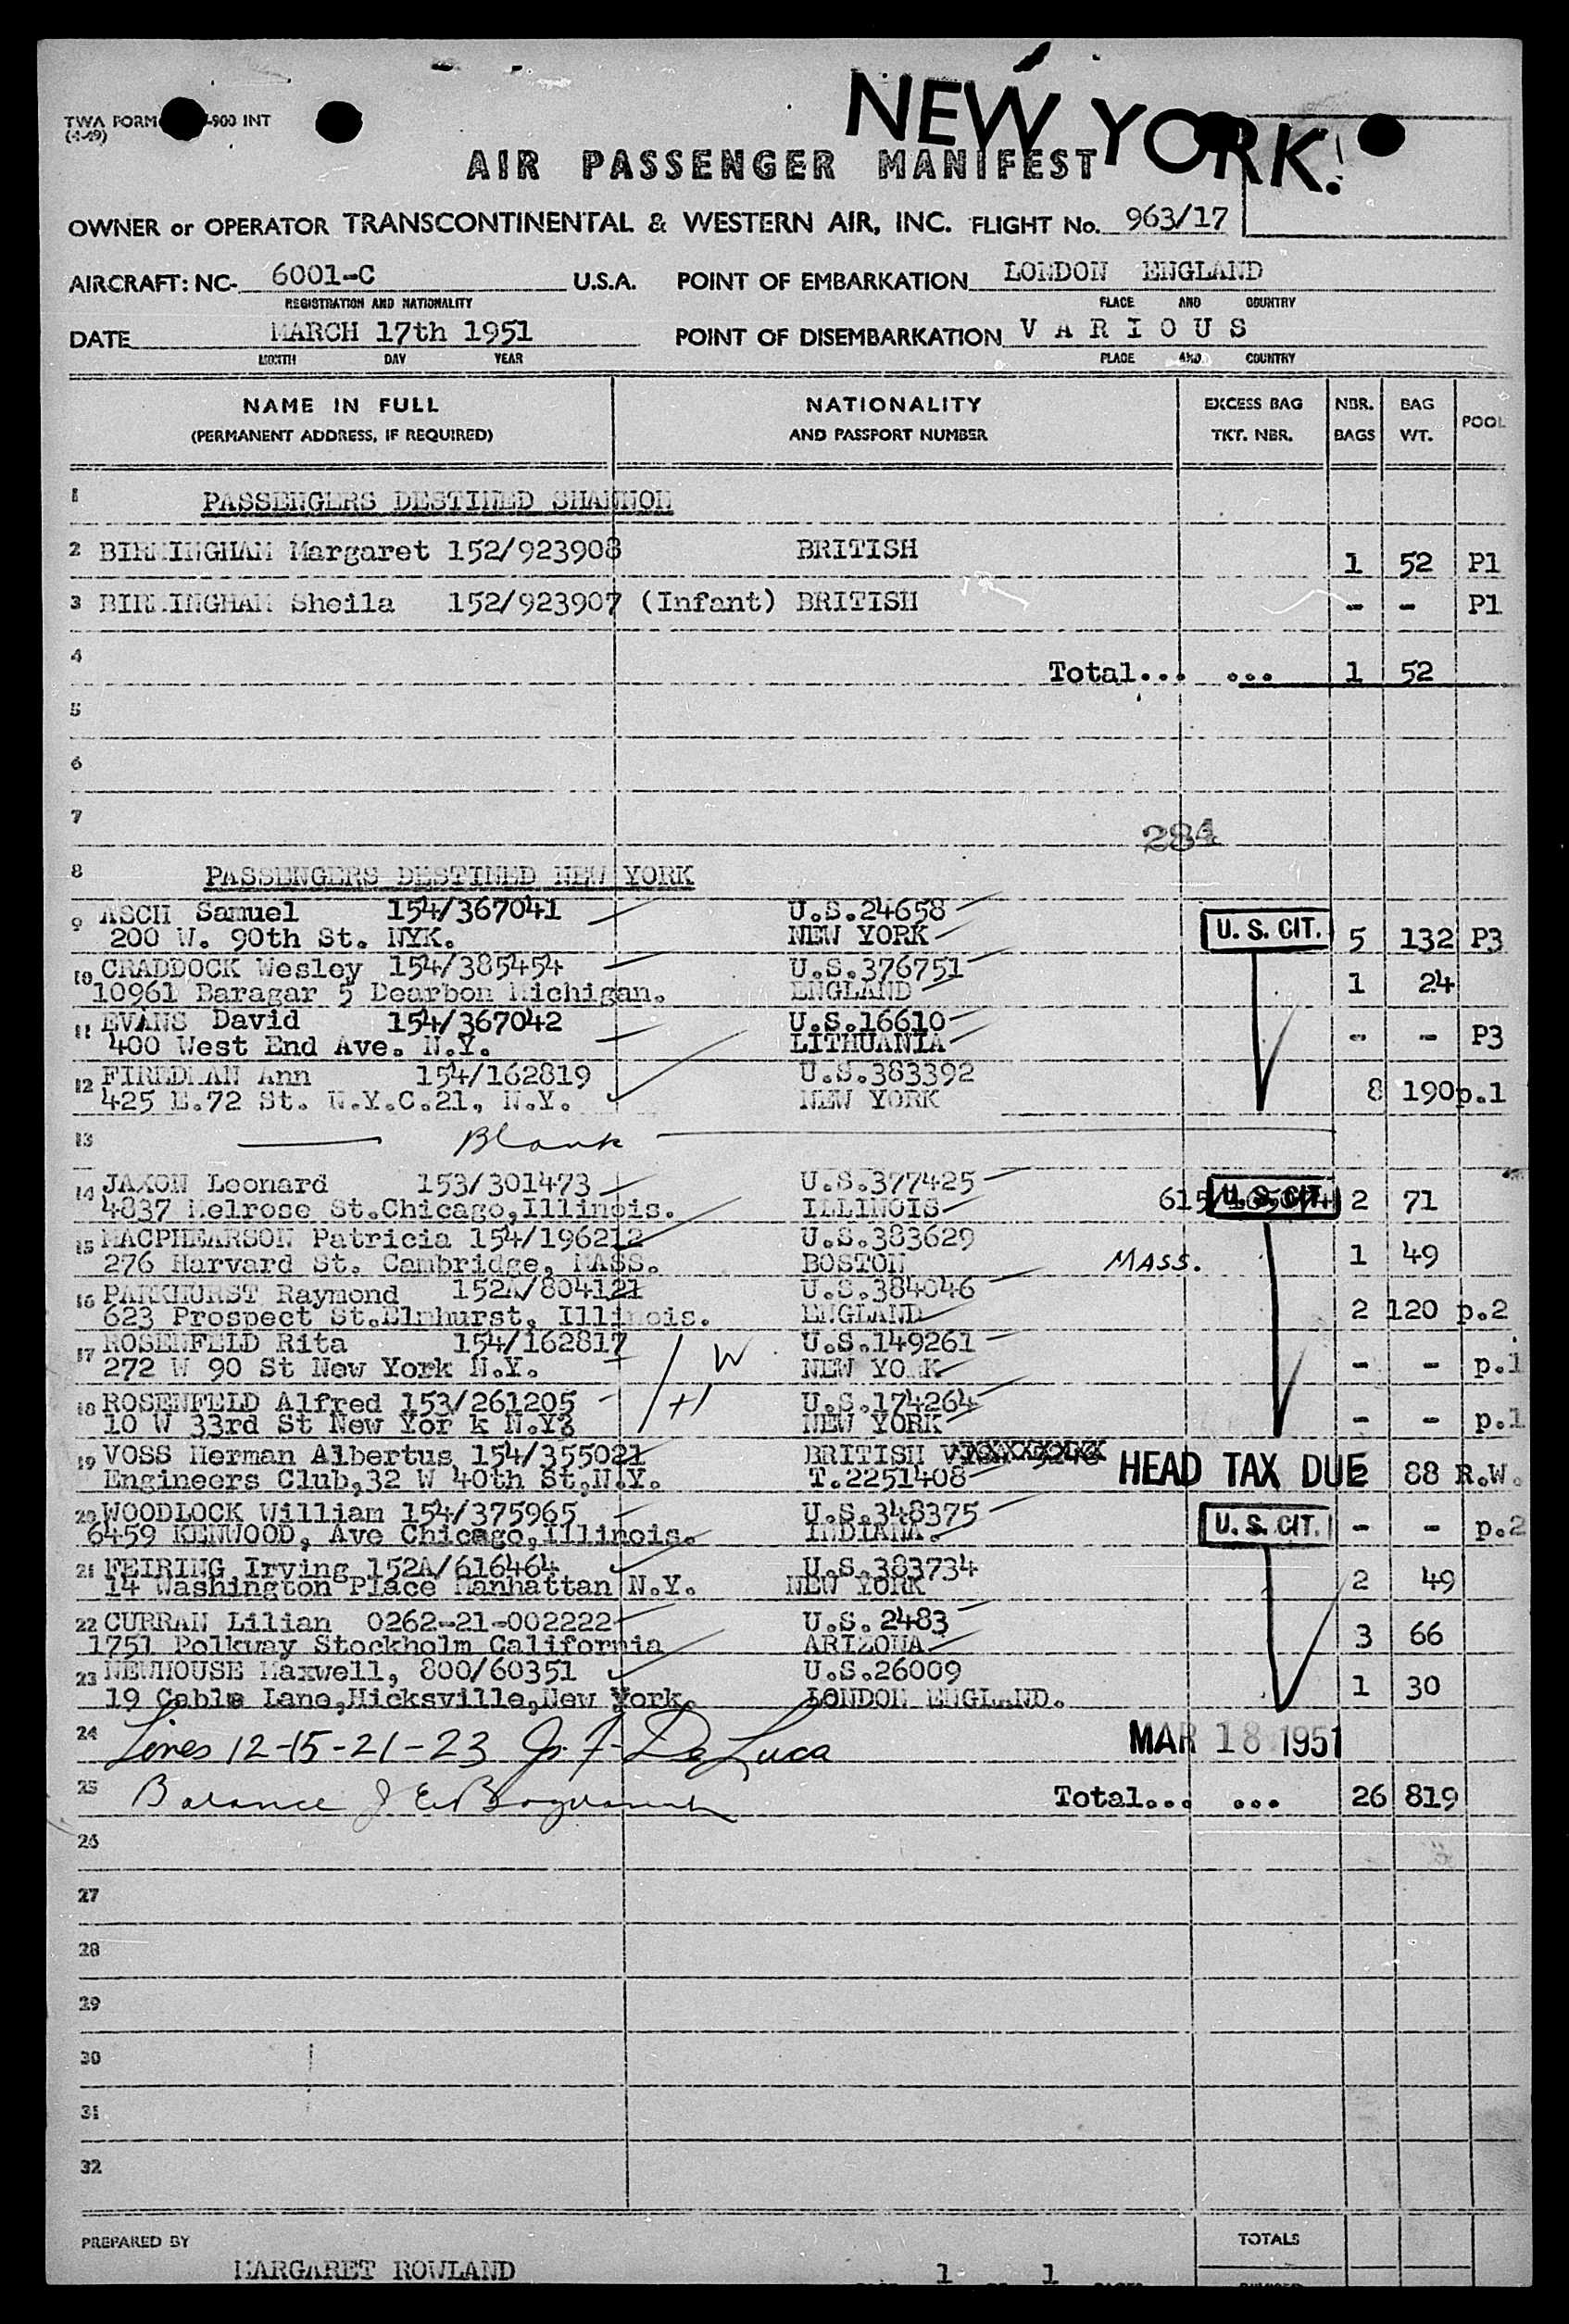 NEW YORK!
TWA FORM -900 INT
(4-49)
AIR PASSENGER MANIFEST
OWNER or OPERATOR TRANSCONTINENTAL & WESTERN AIR, INC. FLIGHT No. 963/17
AIRCRAFT: NC- 6001-C U.S.A. POINT OF EMBARKATION LONDON ENGLAND
REGISTRATION AND NATIONALITY PLACE AND COUNTRY
DATE MARCH 17th 1951 POINT OF DISEMBARKATION V A R I O U S
MONTH DAY YEAR PLACE AND COUNTRY
NAME IN FULL NATIONALITY EXCESS BAG NBR. BAG POOL
(PERMANENT ADDRESS, IF REQUIRED) AND PASSPORT NUMBER TKT. NBR. BAGS WT.
1 PASSENGERS DESTINED SHANNON
2 BIRMINGHAM Margaret 152/923908 BRITISH 1 52 P1
3 BIRMINGHAM Sheila 152/923907 (Infant) BRITISH - - P1
4 Total... ... 1 52
5
6
7
284
8 PASSENGERS DESTINED NEW YORK
9 ASCH Samuel 154/367041 U.S.24658
200 W. 90th St. NYK. NEW YORK U. S. CIT. 5 132 P3
10 CRADDOCK Wesley 154/385454 U.S.376751
10961 Baragar 5 Dearbon Michigan. ENGLAND 1 24
11 EVANS David 154/367042 U.S.16610
400 West End Ave. N.Y. LITHUANIA - - P3
12 FIREDMAN Ann 154/162819 U.S.383392
425 E.72 St. N.Y.C.21, N.Y. NEW YORK 8 190 p.1
13 Blank
14 JAXON Leonard 153/301473 U.S.377425
4837 Melrose St.Chicago,Illinois. ILLINOIS U. S. CIT. 2 71
15 MACPHEARSON Patricia 154/196212 U.S.383629
276 Harvard St. Cambridge, MASS. BOSTON MASS. 1 49
16 PARKHURST Raymond 152A/804121 U.S.384046
623 Prospect St.Elmhurst, Illinois. ENGLAND 2 120 p.2
17 ROSENFELD Rita 154/162817 W U.S.149261
272 W 90 St New York N.Y. NEW YO K - - p.1
18 ROSENFELD Alfred 153/261205 H U.S.174264
10 W 33rd St New Yor k N.Y. NEW YORK - - p.1
19 VOSS Herman Albertus 154/355021 BRITISH
Engineers Club,32 W 40th St,N.Y. T.2251408 HEAD TAX DUE 2 88 R.W.
20 WOODLOCK William 154/375965 U.S.348375
6459 KENWOOD, Ave Chicago,Illinois. INDIANA. U. S. CIT. - - p.2
21 FEIRING Irving 152A/616464 U.S.383734
14 Washington Place Manhattan N.Y. NEW YORK 2 49
22 CURRAN Lilian 0262-21-002222 U.S. 2483
1751 Polkway Stockholm California ARIZONA 3 66
23 NEWHOUSE Maxwell, 800/60351 U.S.26009
19 Cable Lane,Hicksville,New York. LONDON ENGLAND. 1 30
24 Lines 12-15-21-23 J. F. DeLuca MAR 18 1951
25 Balance Total... ... 26 819
26
27
28
29
30
31
32
PREPARED BY TOTALS
MARGARET ROWLAND 1 1